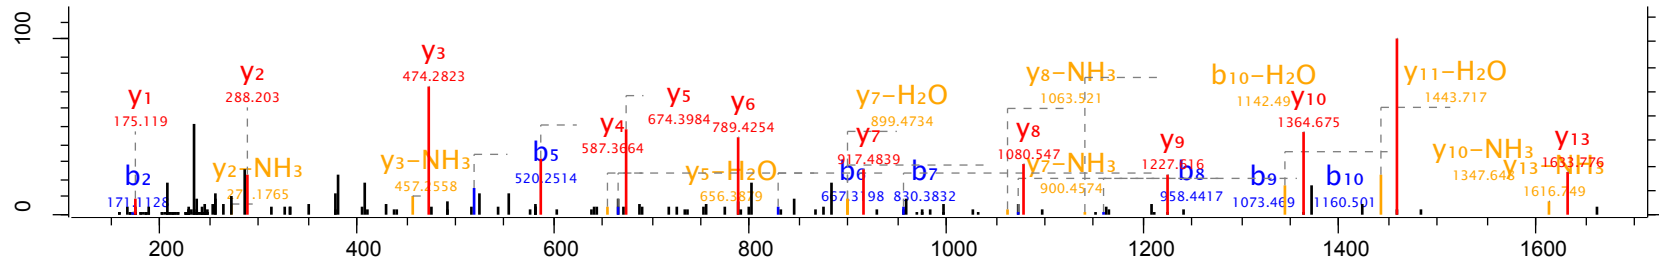 100
0
y1
175.119
b2
171.1128
y2
288.203
y2-NH3
y3
474.2823
y3-NH3
457.2558
b5
520.2514
y4
587.3664
y5
674.3984
y5-H2O
656.3879
y6
789.4254
y7-H2O
899.4734
y7
917.4839
b6
667.3198
b7
830.3832
y8-NH3
1063.521
y8
1080.547
y7-NH3
900.4574
y9
1227.616
b8
958.4417
b10-H2O
1142.49
y10
1364.675
b9
1073.469
b10
1160.501
y11-H2O
1443.717
y10-NH3
1347.648
y13
1633.776
y13-NH3
1616.749
200
400
600
800
1000
1200
1400
1600